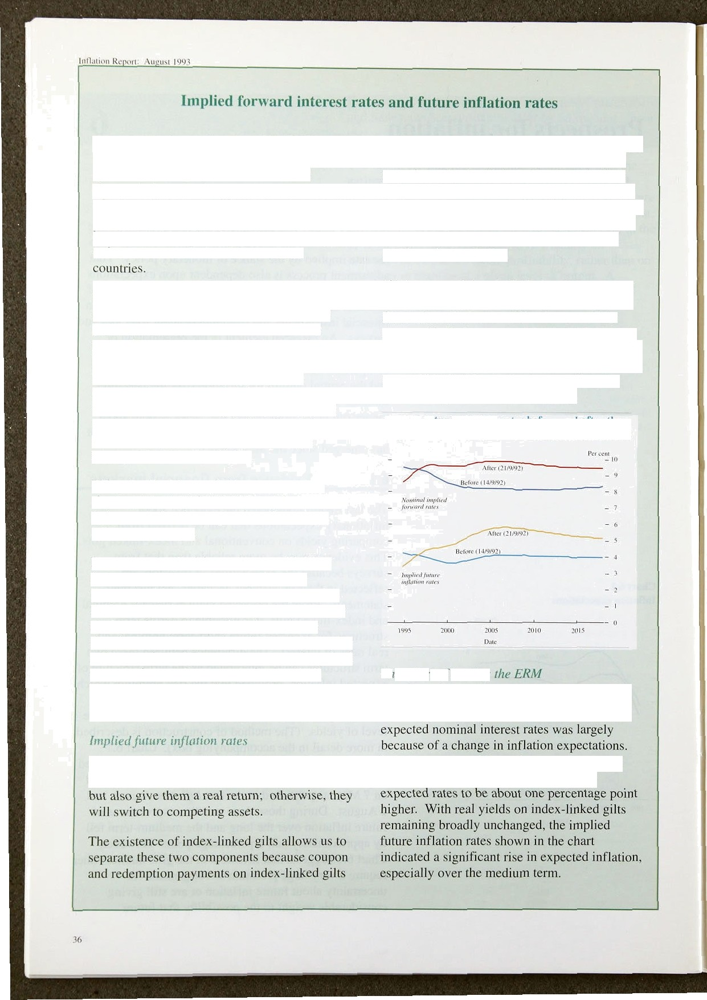 Inflation Report: August 1993
Implied forward interest rates and future inflation rates
countries.
Implied future inflation rates
but also give them a real return; otherwise, they
will switch to competing assets.
The existence of index-linked gilts allows us to
separate these two components because coupon
and redemption payments on index-linked gilts
Per cent
10
9
8
7
6
5
4
3
2
1
0
After (21/9/92)
Before (14/9/92)
Nominal implied
forward rates
After (21/9/92)
Before (14/9/92)
Implied future
inflation rates
1995 2000 2005 2010 2015
Date
the ERM
expected nominal interest rates was largely
because of a change in inflation expectations.
expected rates to be about one percentage point
higher. With real yields on index-linked gilts
remaining broadly unchanged, the implied
future inflation rates shown in the chart
indicated a significant rise in expected inflation,
especially over the medium term.
36